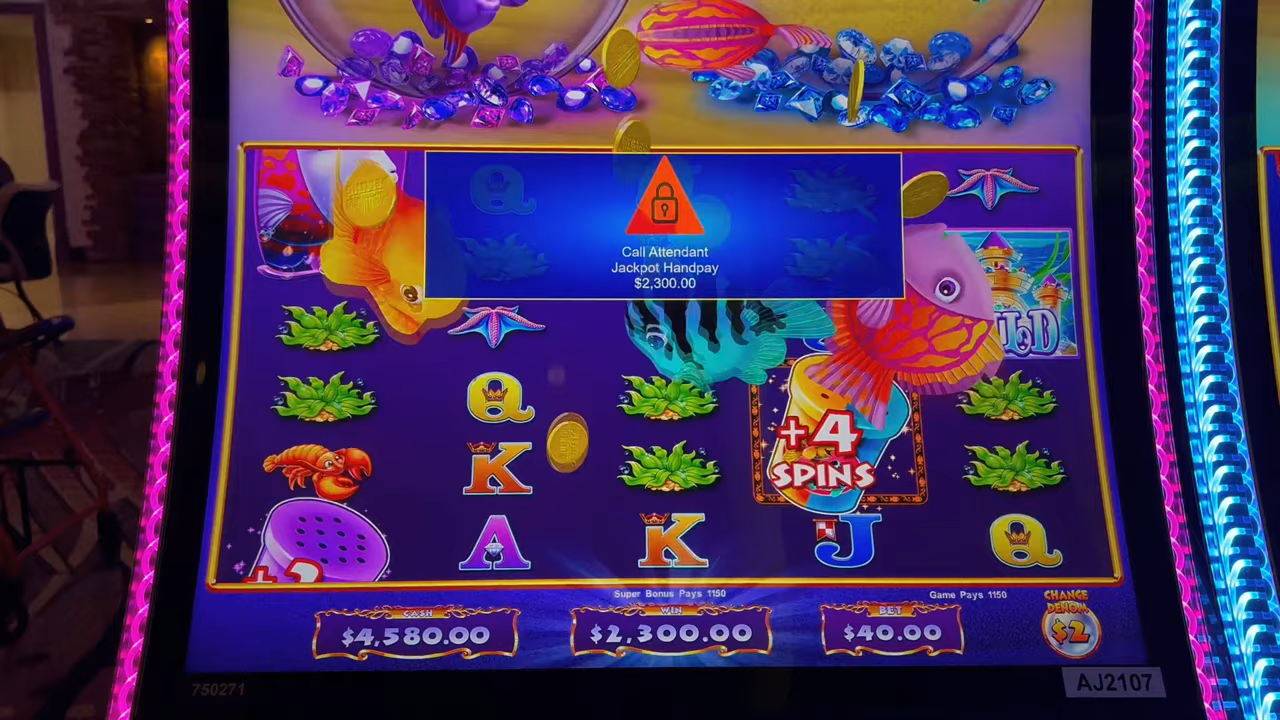 Q
Call Attendant
Jackpot Handpay
$2,300.00
Q
+4
SPINS
K
A
K
J
Q
Super Bonus Pays 1150
Game Pays 1150
CASH
$4,580.00
WIN
$2,300.00
BET
$40.00
CHANGE
DENOM
$2
750271
AJ2107